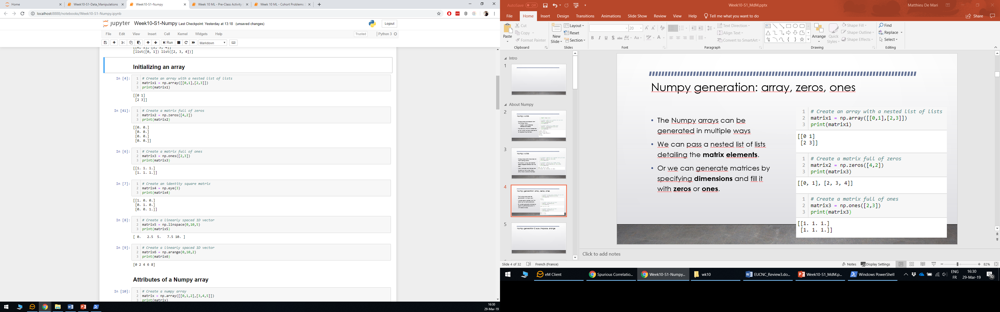 Home
Week10-S1-Data_Manipulations
Week10-S1-Numpy
Week 10 ML - Pre-Class Activity
Week 10 ML - Cohort Problems
localhost:8888/notebooks/Week10-S1-Numpy.ipynb
jupyter Week10-S1-Numpy Last Checkpoint: Yesterday at 13:18 (unsaved changes)
Logout
File Edit View Insert Cell Kernel Widgets Help
Trusted Python 3
Run
Markdown
[[0, 1], [2, 3, 4]]
[list([0, 1]) list([2, 3, 4])]
Initializing an array
In [4]:
1 # Create an array with a nested list of lists
2 matrix1 = np.array([[0,1],[2,3]])
3 print(matrix1)
[[0 1]
[2 3]]
In [41]:
1 # Create a matrix full of zeros
2 matrix2 = np.zeros([4,2])
3 print(matrix2)
[[0. 0.]
[0. 0.]
[0. 0.]
[0. 0.]]
In [6]:
1 # Create a matrix full of ones
2 matrix3 = np.ones([2,3])
3 print(matrix3)
[[1. 1. 1.]
[1. 1. 1.]]
In [7]:
1 # Create an identity square matrix
2 matrix4 = np.eye(3)
3 print(matrix4)
[[1. 0. 0.]
[0. 1. 0.]
[0. 0. 1.]]
In [8]:
1 # Create a linearly spaced 1D vector
2 matrix5 = np.linspace(0,10,5)
3 print(matrix5)
[ 0. 2.5 5. 7.5 10. ]
In [9]:
1 # Create a linearly spaced 1D vector
2 matrix6 = np.arange(0,10,2)
3 print(matrix6)
[0 2 4 6 8]
Attributes of a Numpy array
In [10]:
1 # Create a numpy array
2 matrix = np.array([[0,1,2],[3,4,5]])
3 print(matrix)
16:30
29-Mar-19
AutoSave Off
Week10-S1_MdM.pptx
Matthieu De Mari
File Home Insert Design Transitions Animations Slide Show Review View Help Tell me what you want to do
Share
Paste
Cut
Copy
Format Painter
Clipboard
New Slide
Layout
Reset
Section
Slides
20
Font
Text Direction
Align Text
Convert to SmartArt
Paragraph
Arrange
Quick Styles
Shape Fill
Shape Outline
Shape Effects
Drawing
Find
Replace
Select
Editing
Intro
1
About Numpy
2
Numpy vs lists
3
Numpy vs lists
4
Numpy generation: array, zeros, ones
5
Numpy generation 2: eye ,linspace, arange
Numpy generation: array, zeros, ones
• The Numpy arrays can be
generated in multiple ways
• We can pass a nested list of lists
detailing the matrix elements.
• Or we can generate matrices by
specifying dimensions and fill it
with zeros or ones.
1 # Create an array with a nested list of lists
2 matrix1 = np.array([[0,1],[2,3]])
3 print(matrix1)
[[0 1]
[2 3]]
1 # Create a matrix full of zeros
2 matrix2 = np.zeros([4,2])
3 print(matrix3)
[[0, 1], [2, 3, 4]]
1 # Create a matrix full of ones
2 matrix3 = np.ones([2,3])
3 print(matrix3)
[[1. 1. 1.]
[1. 1. 1.]]
Click to add notes
Slide 4 of 32 French (France)
Notes Display Settings 82%
eM Client
Spurious Correlatio...
Week10-S1-Numpy...
wk10
EUCNC_Review3.do...
Week10-S1_MdM.p...
Windows PowerShell
ENG
FR
16:30
29-Mar-19
10